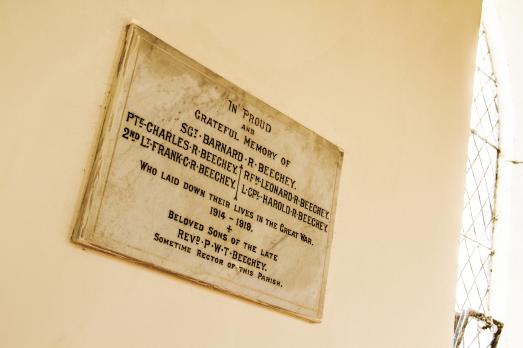 IN PROUD
AND
GRATEFUL MEMORY OF
SGT·BARNARD·R·BEECHEY.
PTE·CHARLES·R·BEECHEY. RFN·LEONARD·R·BEECHEY.
2ND LT·FRANK·C·R·BEECHEY. L·CPL·HAROLD·R·BEECHEY.
WHO LAID DOWN THEIR LIVES IN THE GREAT WAR.
1914 - 1919.
+
BELOVED SONS OF THE LATE
REVD·P·W·T·BEECHEY.
SOMETIME RECTOR OF THIS PARISH.